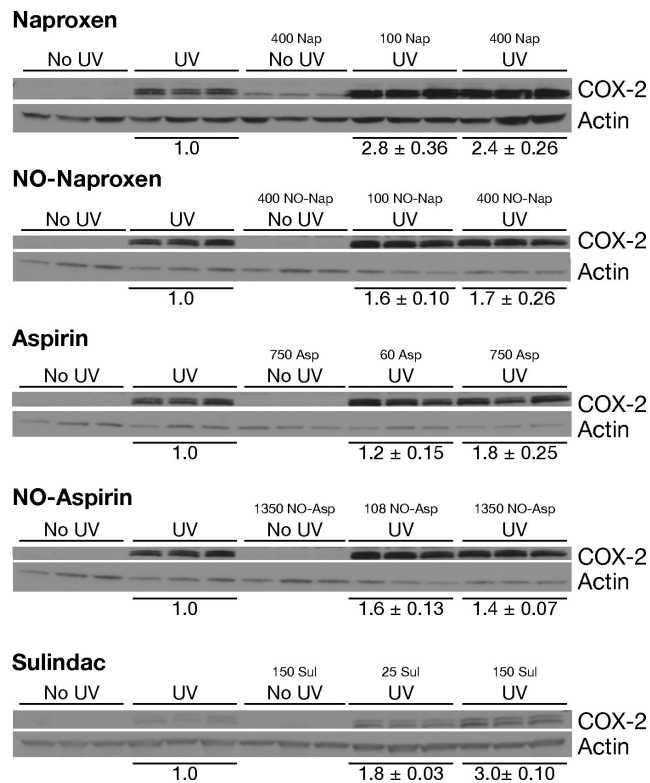 Naproxen
400 Nap 100 Nap 400 Nap
No UV UV No UV UV UV
COX-2
Actin
1.0 2.8 ± 0.36 2.4 ± 0.26
NO-Naproxen
400 NO-Nap 100 NO-Nap 400 NO-Nap
No UV UV No UV UV UV
COX-2
Actin
1.0 1.6 ± 0.10 1.7 ± 0.26
Aspirin
750 Asp 60 Asp 750 Asp
No UV UV No UV UV UV
COX-2
Actin
1.0 1.2 ± 0.15 1.8 ± 0.25
NO-Aspirin
1350 NO-Asp 108 NO-Asp 1350 NO-Asp
No UV UV No UV UV UV
COX-2
Actin
1.0 1.6 ± 0.13 1.4 ± 0.07
Sulindac
150 Sul 25 Sul 150 Sul
No UV UV No UV UV UV
COX-2
Actin
1.0 1.8 ± 0.03 3.0± 0.10